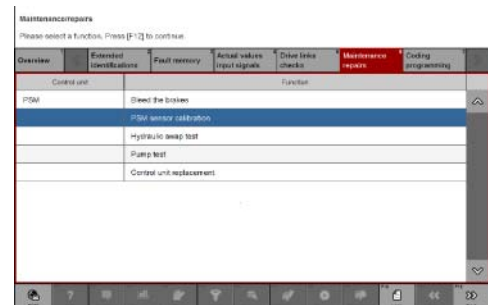 Maintenance/repairs
Please select a function. Press [F12] to continue.
Overview
Extended identifications
Fault memory
Actual values input signals
Drive links checks
Maintenance repairs
Coding programming
Control unit
Function
PSM
Bleed the brakes
PSM sensor calibration
Hydraulic swap test
Pump test
Control unit replacement